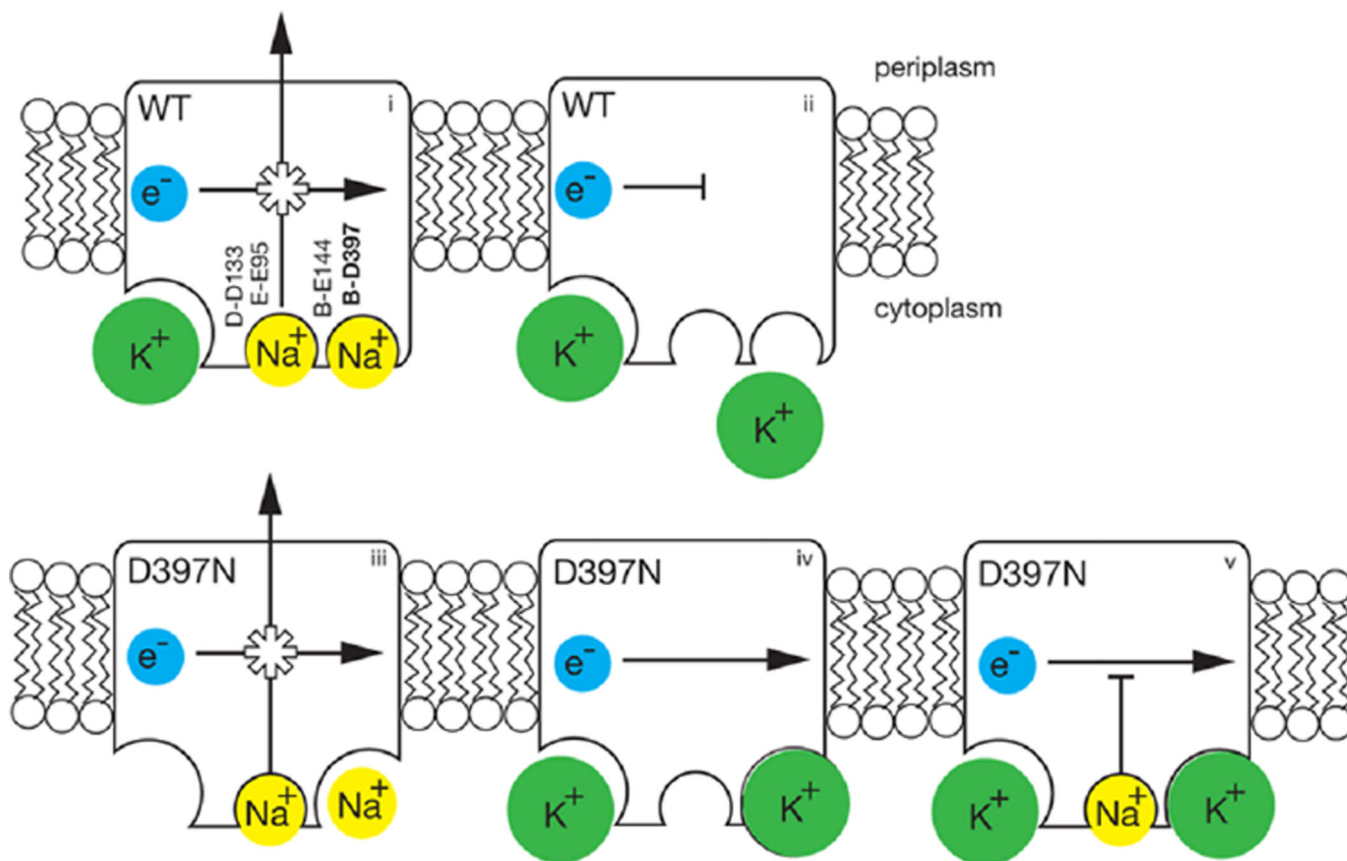 WT
i
e⁻
D-D133
E-E95
B-E144
B-D397
K⁺
Na⁺
Na⁺
WT
ii
e⁻
K⁺
K⁺
periplasm
cytoplasm
D397N
iii
e⁻
Na⁺
Na⁺
D397N
iv
e⁻
K⁺
K⁺
D397N
v
e⁻
K⁺
Na⁺
K⁺